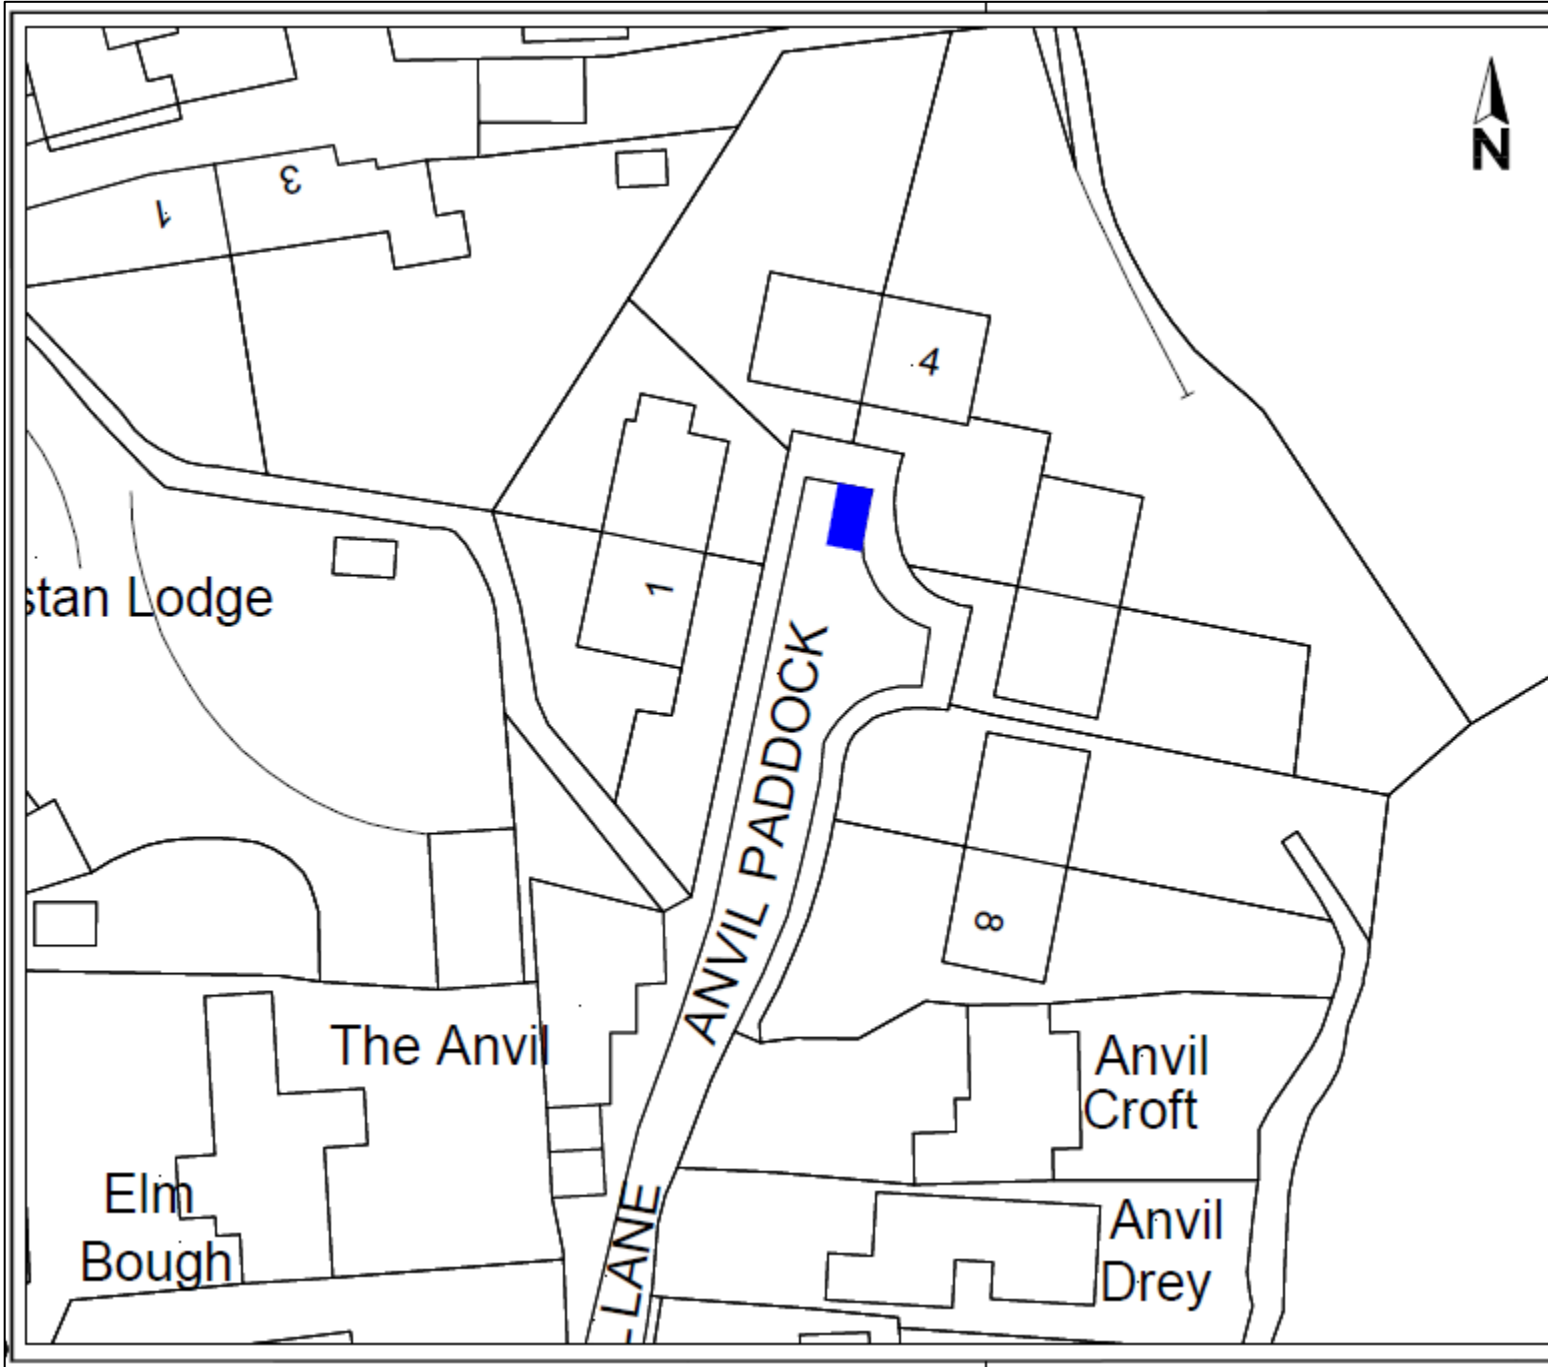 N
3
1
4
1
stan Lodge
ANVIL PADDOCK
8
The Anvil
Anvil
Croft
Elm
Bough
LANE
Anvil
Drey